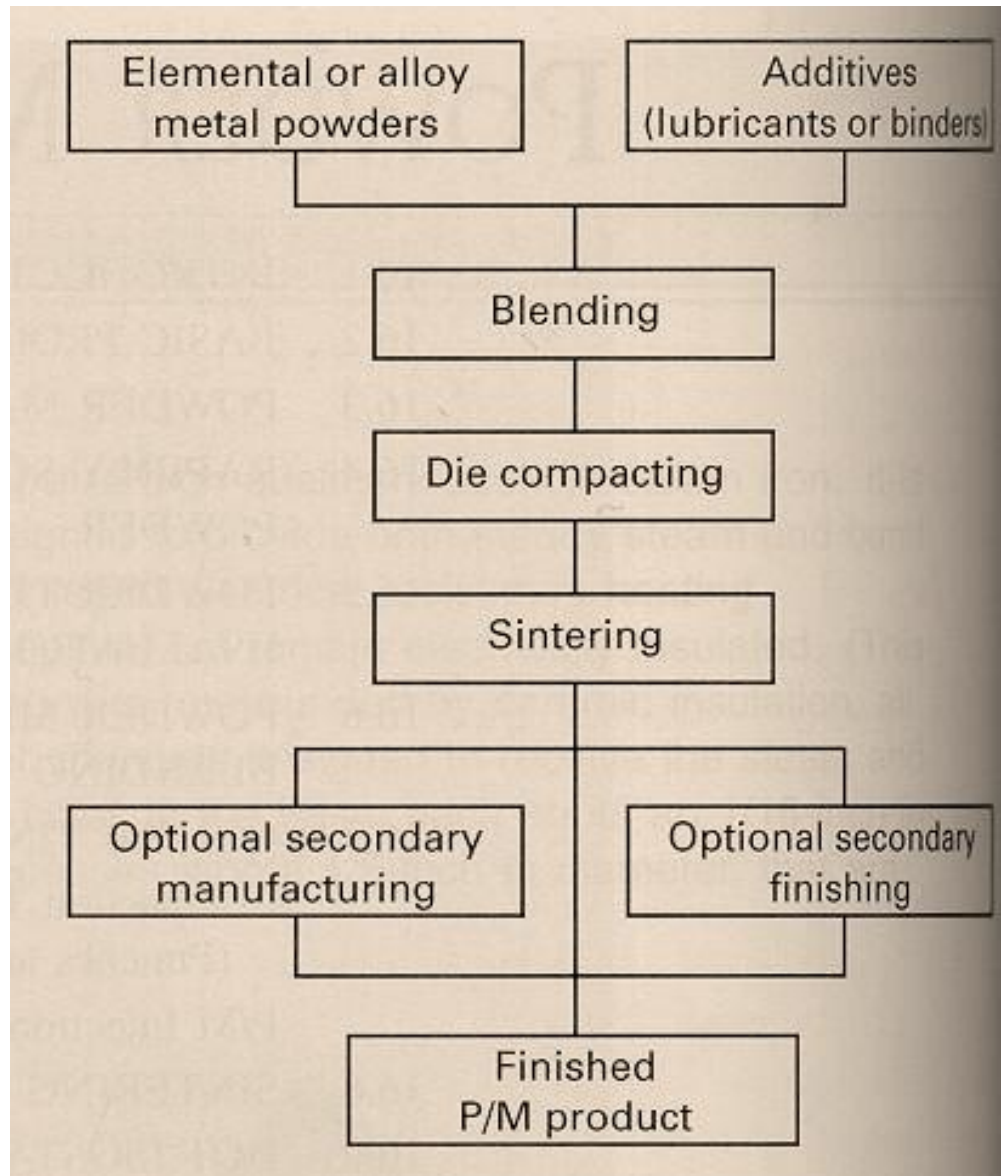 Elemental or alloy
metal powders
Additives
(lubricants or binders)
Blending
Die compacting
Sintering
Optional secondary
manufacturing
Optional secondary
finishing
Finished
P/M product